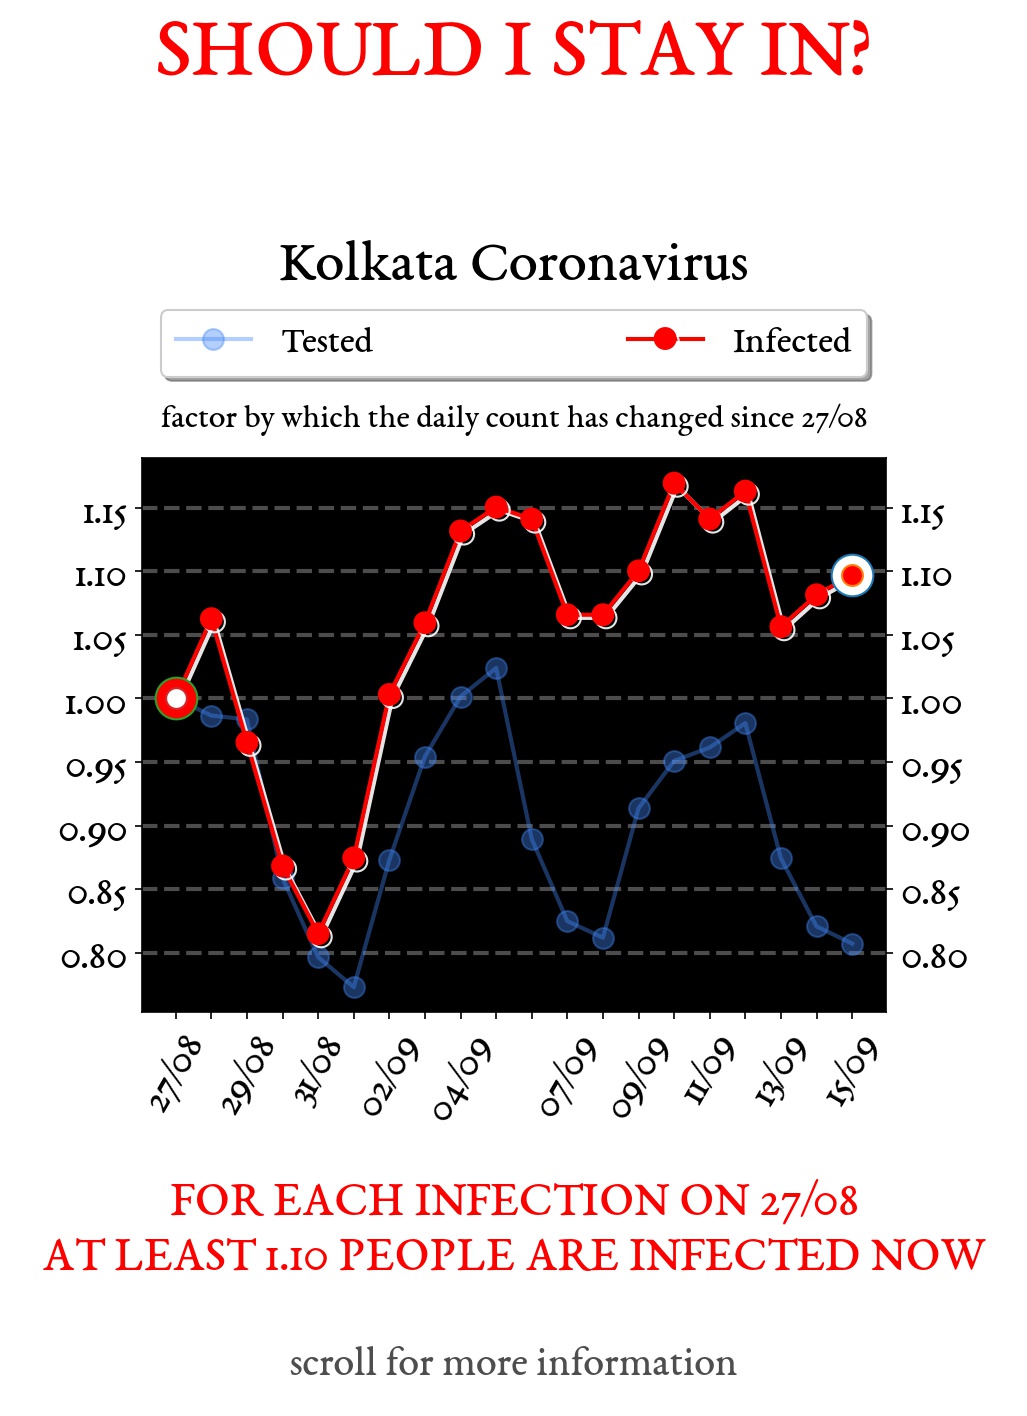 SHOULD I STAY IN?
Kolkata Coronavirus
Tested Infected
factor by which the daily count has changed since 27/08
1.15 1.15
1.10 1.10
1.05 1.05
1.00 1.00
0.95 0.95
0.90 0.90
0.85 0.85
0.80 0.80
27/08 29/08 31/08 02/09 04/09 07/09 09/09 11/09 13/09 15/09
FOR EACH INFECTION ON 27/08
AT LEAST 1.10 PEOPLE ARE INFECTED NOW
scroll for more information